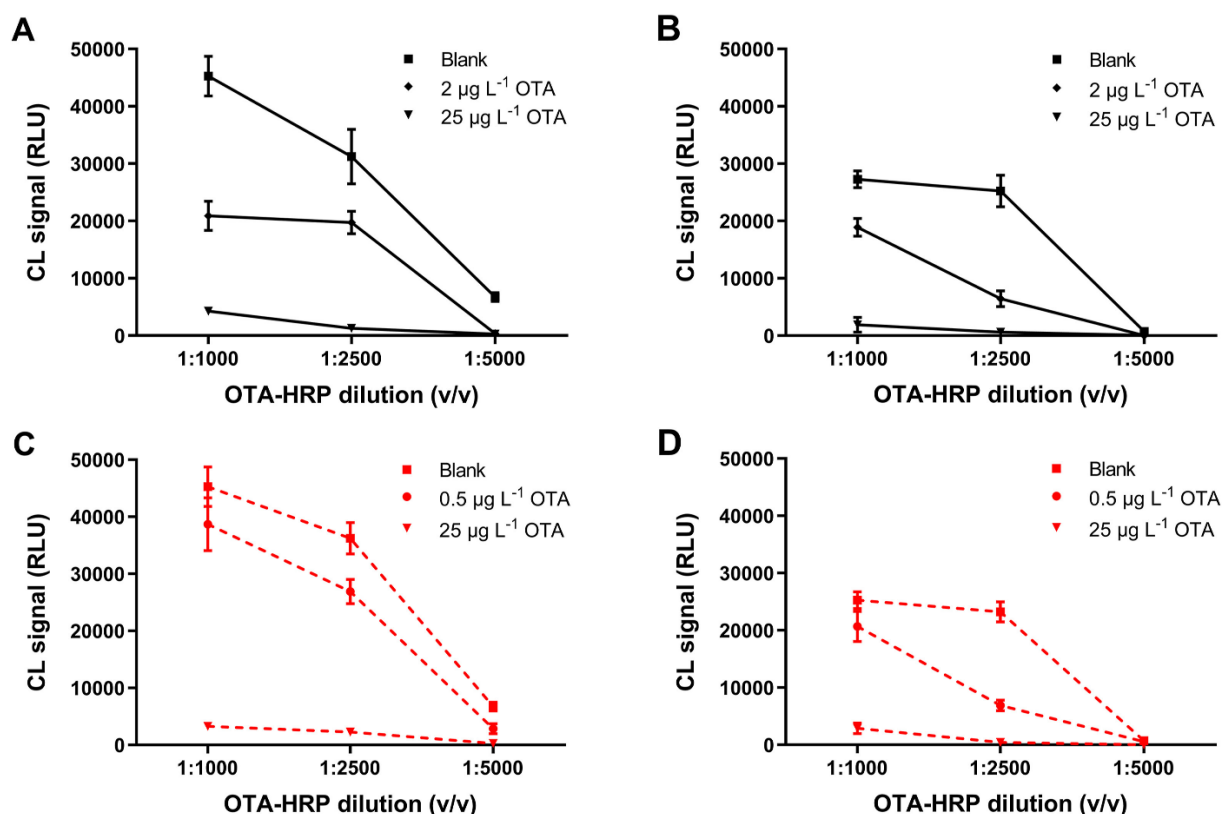 A
CL signal (RLU)
50000
40000
30000
20000
10000
0
Blank
2 µg L⁻¹ OTA
25 µg L⁻¹ OTA
1:1000 1:2500 1:5000
OTA-HRP dilution (v/v)
B
CL signal (RLU)
50000
40000
30000
20000
10000
0
Blank
2 µg L⁻¹ OTA
25 µg L⁻¹ OTA
1:1000 1:2500 1:5000
OTA-HRP dilution (v/v)
C
CL signal (RLU)
50000
40000
30000
20000
10000
0
Blank
0.5 µg L⁻¹ OTA
25 µg L⁻¹ OTA
1:1000 1:2500 1:5000
OTA-HRP dilution (v/v)
D
CL signal (RLU)
50000
40000
30000
20000
10000
0
Blank
0.5 µg L⁻¹ OTA
25 µg L⁻¹ OTA
1:1000 1:2500 1:5000
OTA-HRP dilution (v/v)